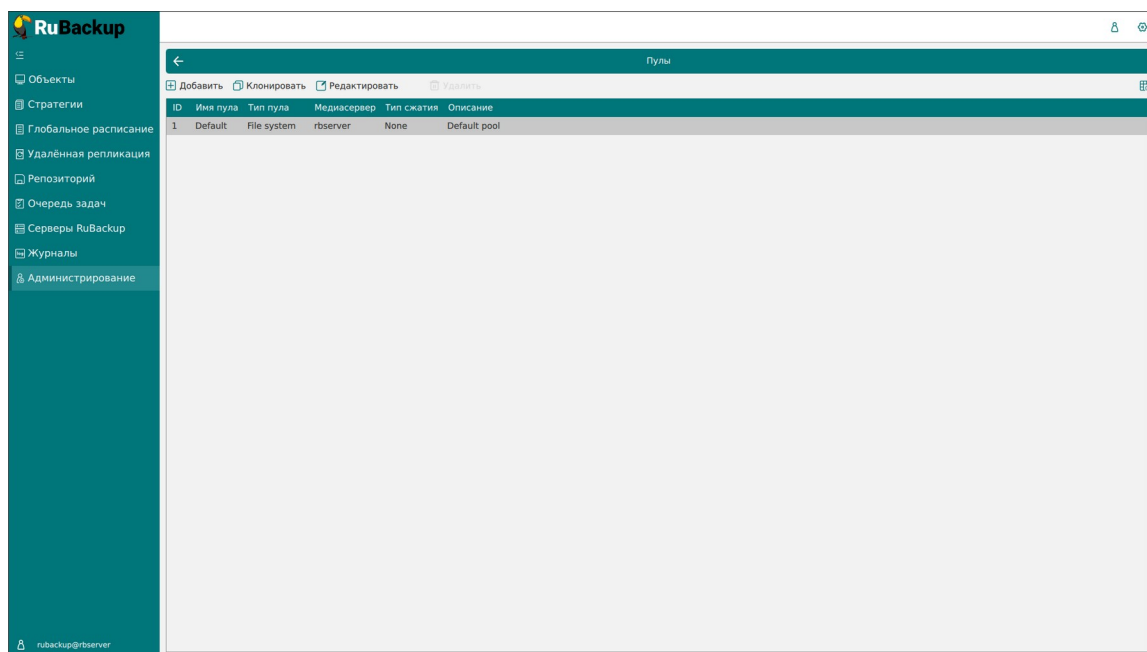 RuBackup
Пулы
Объекты
Стратегии
Глобальное расписание
Удалённая репликация
Репозиторий
Очередь задач
Серверы RuBackup
Журналы
Администрирование
Добавить Клонировать Редактировать Удалить
ID Имя пула Тип пула Медиасервер Тип сжатия Описание
1 Default File system rbserver None Default pool
rubackup@rbserver